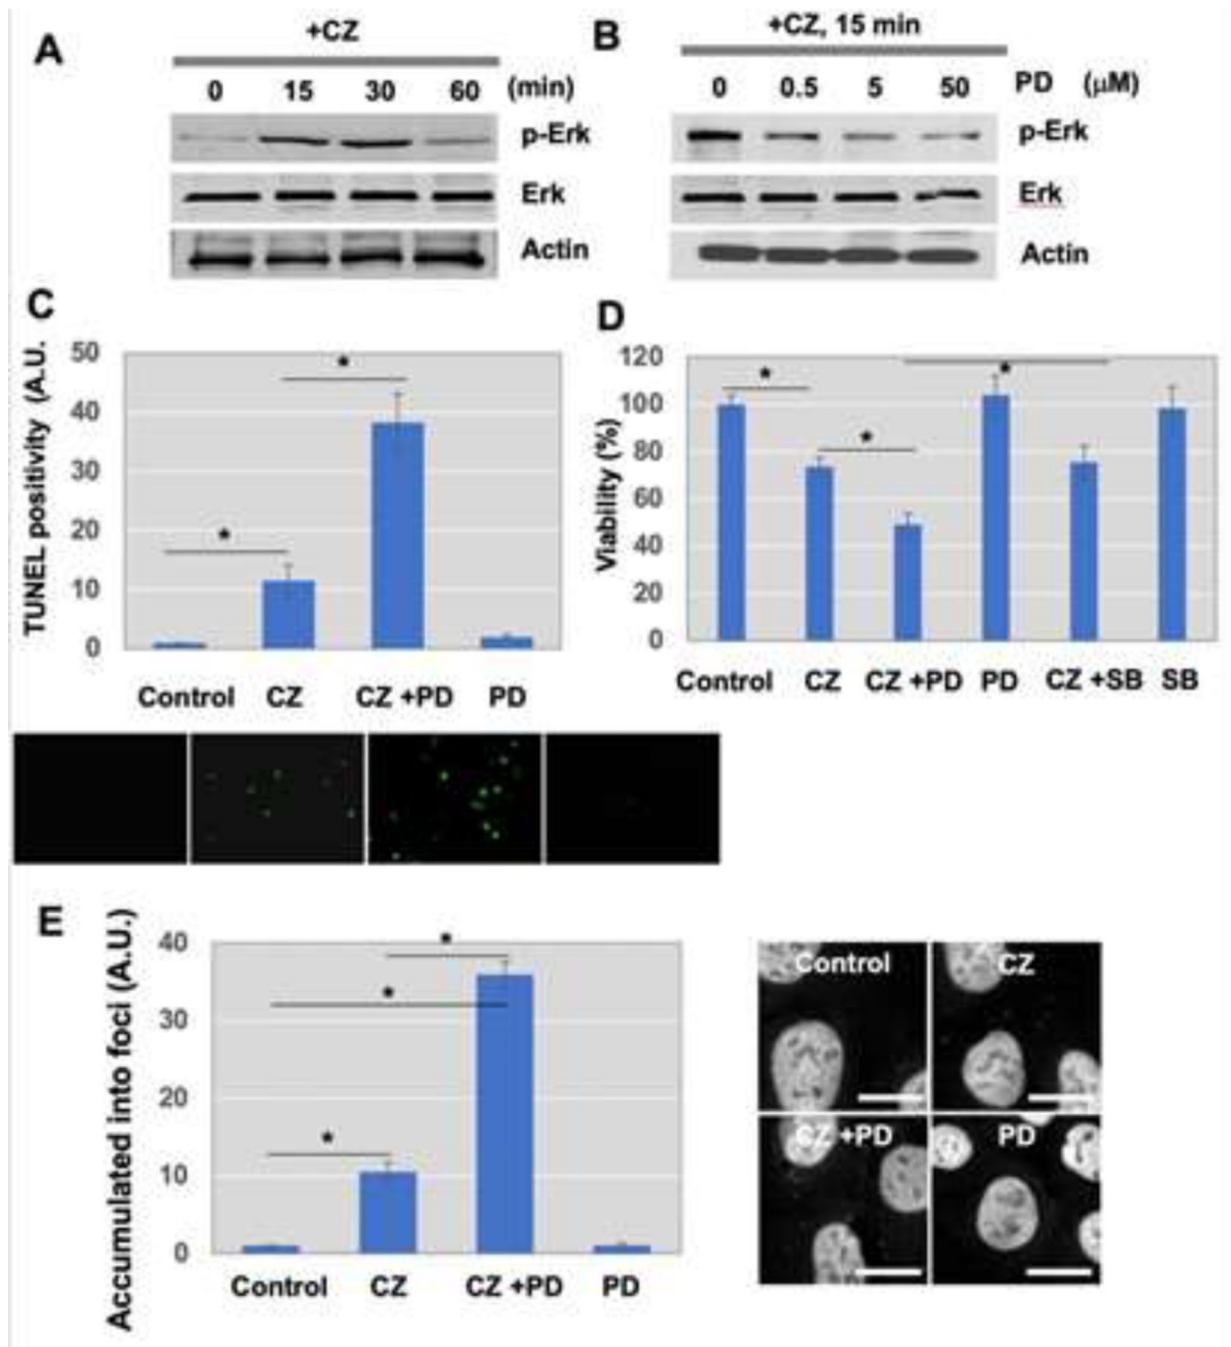 A
+CZ
0 15 30 60 (min)
p-Erk
Erk
Actin
B
+CZ, 15 min
0 0.5 5 50 PD (μM)
p-Erk
Erk
Actin
C
TUNEL positivity (A.U.
50
40
30
20
10
0
*
*
Control CZ CZ +PD PD
D
Viability (%)
120
100
80
60
40
20
0
*
*
*
Control CZ CZ +PD PD CZ +SB SB
E
Accumulated into foci (A.U.)
40
30
20
10
0
*
*
*
Control CZ CZ +PD PD
Control CZ
CZ +PD PD